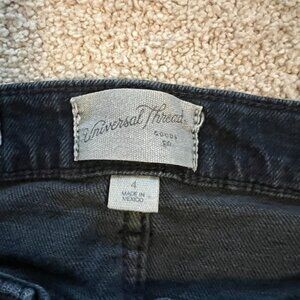 Universal Thread
GOODS
CO
4
MADE IN
MEXICO